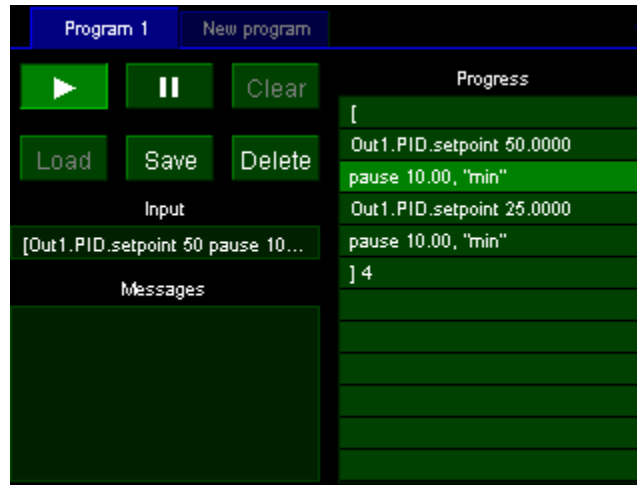 Program 1
New program
Clear
Load
Save
Delete
Input
[Out1.PID.setpoint 50 pause 10...
Messages
Progress
[
Out1.PID.setpoint 50.0000
pause 10.00, "min"
Out1.PID.setpoint 25.0000
pause 10.00, "min"
] 4